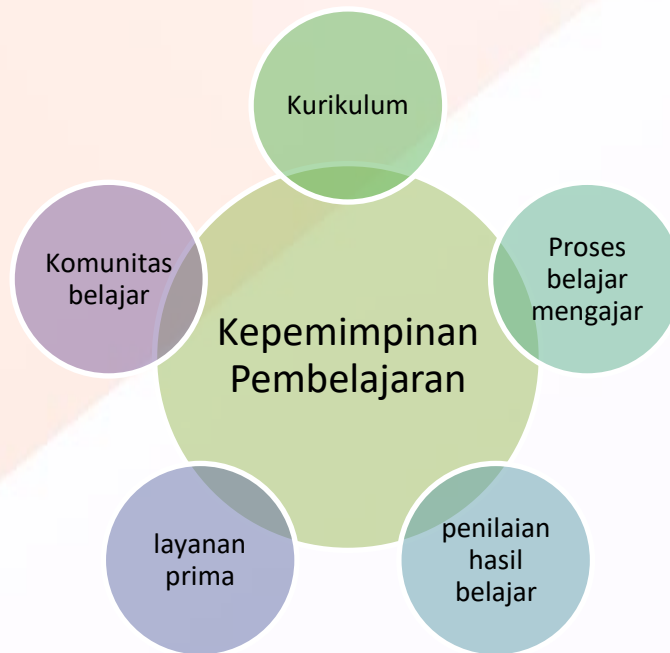 Kurikulum
Proses
belajar
mengajar
penilaian
hasil
belajar
layanan
prima
Komunitas
belajar
Kepemimpinan
Pembelajaran